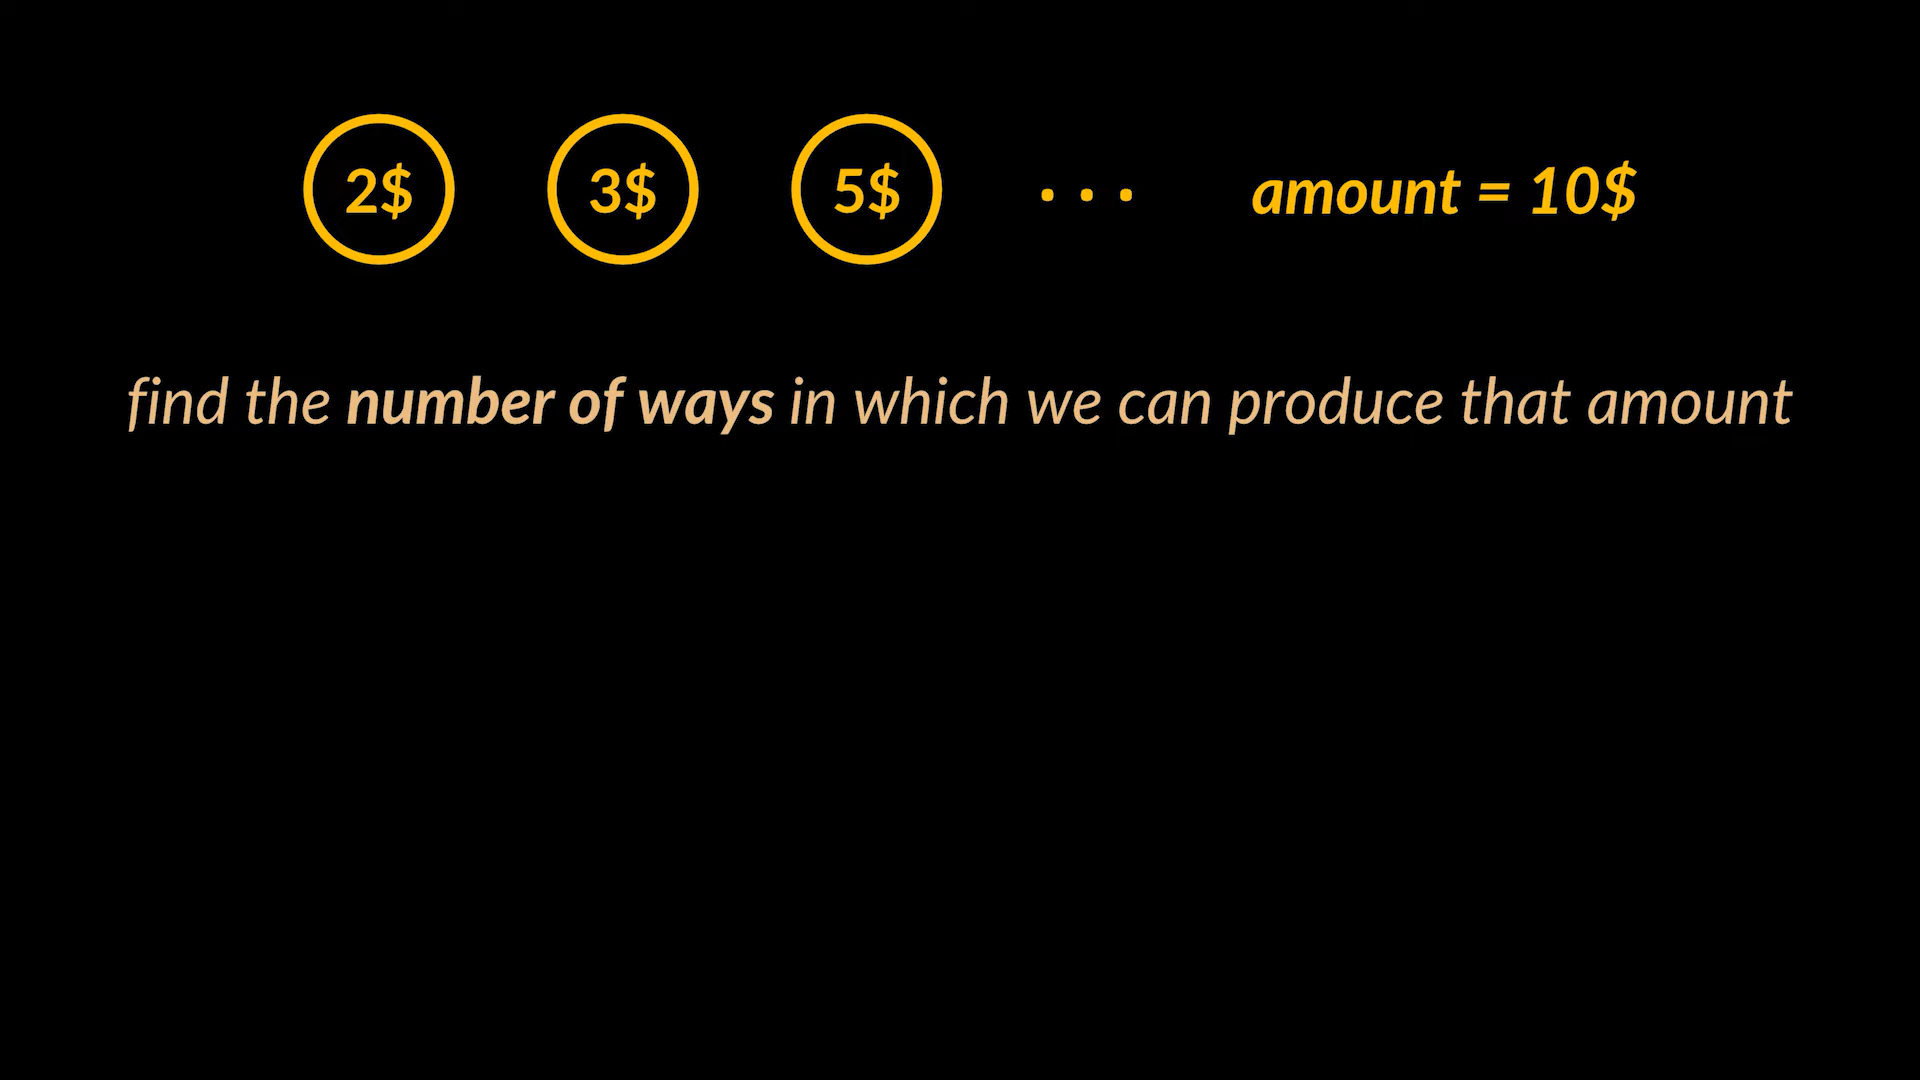 2$ 3$ 5$ ... amount = 10$
find the number of ways in which we can produce that amount